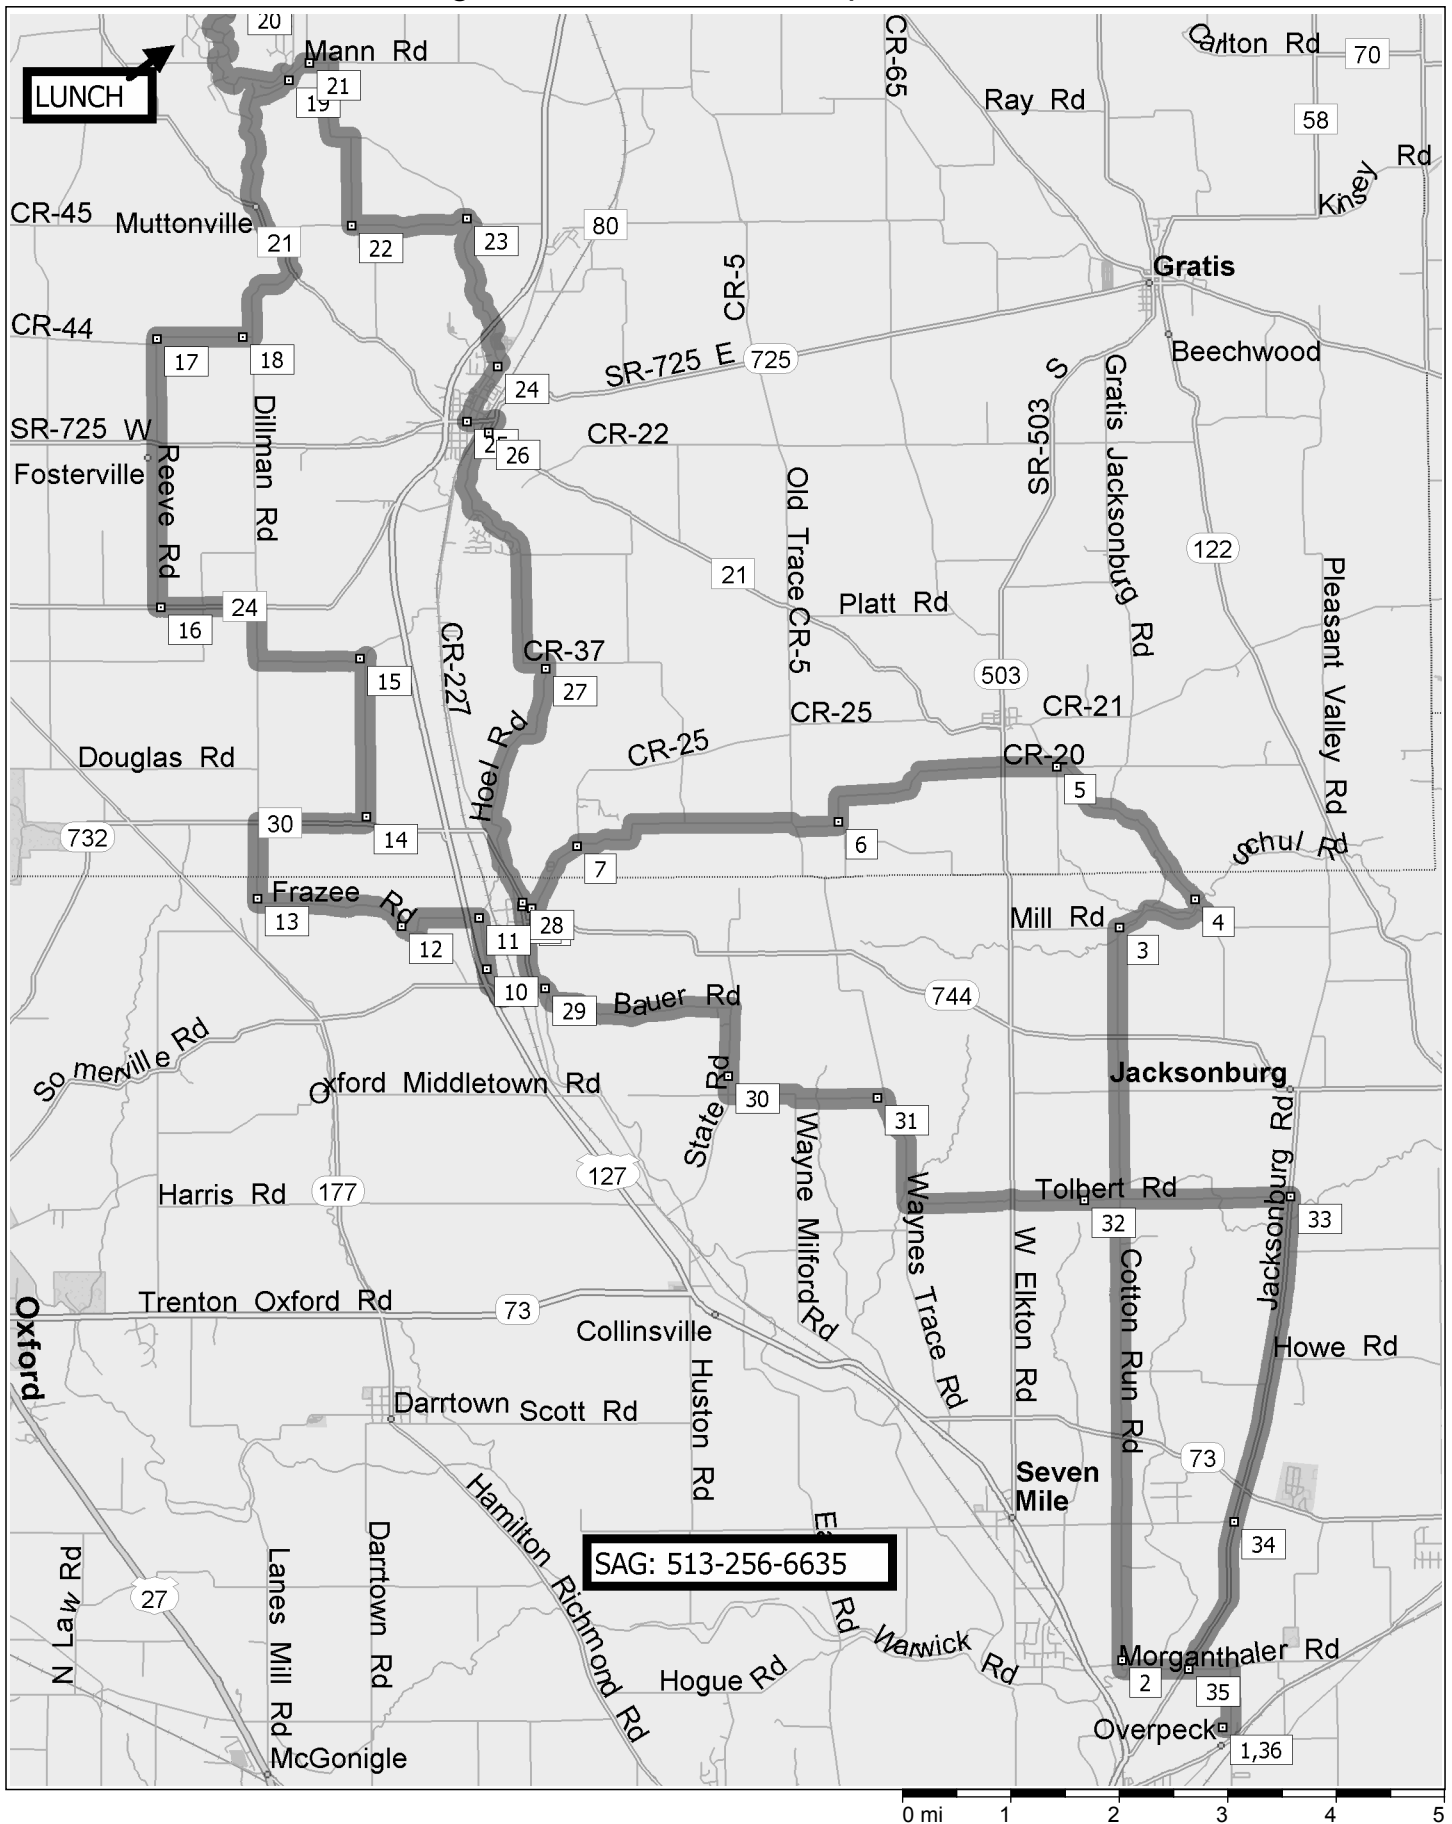 20
Mann Rd
21
19
LUNCH
CR-65
Carlton Rd
70
Ray Rd
58
Rd
Kinsey
CR-45
Muttonville
21
22
23
80
CR-5
Gratis
CR-44
17
18
24
SR-725 E
725
Beechwood
S
SR-503
Gratis Jacksonburg Rd
SR-725 W
Fosterville
Reeve Rd
Dillman Rd
26
CR-22
Old Trace
CR-5
21
122
Pleasant Valley Rd
16
24
Platt Rd
15
CR-227
CR-37
27
503
CR-21
CR-25
CR-25
Hoel Rd
Douglas Rd
CR-20
5
732
30
14
6
7
Schul Rd
Frazee Rd
13
12
11
28
Mill Rd
3
4
10
29
Bauer Rd
744
Somerville Rd
Oxford Middletown Rd
State Rd
30
31
Jacksonburg
Jacksonburg Rd
127
Wayne Milford Rd
Waynes Trace Rd
Harris Rd
177
Tolbert Rd
32
33
W Elkton Rd
Cotton Run Rd
Trenton Oxford Rd
73
Collinsville
Oxford
Howe Rd
Darrtown
Scott Rd
Huston Rd
73
Seven
Mile
Hamilton Richmond Rd
SAG: 513-256-6635
34
N Law Rd
27
Lanes Mill Rd
Darrtown Rd
Rd
Warwick Rd
Hogue Rd
Morganthaler Rd
2
35
Overpeck
1,36
McGonigle
0 mi 1 2 3 4 5